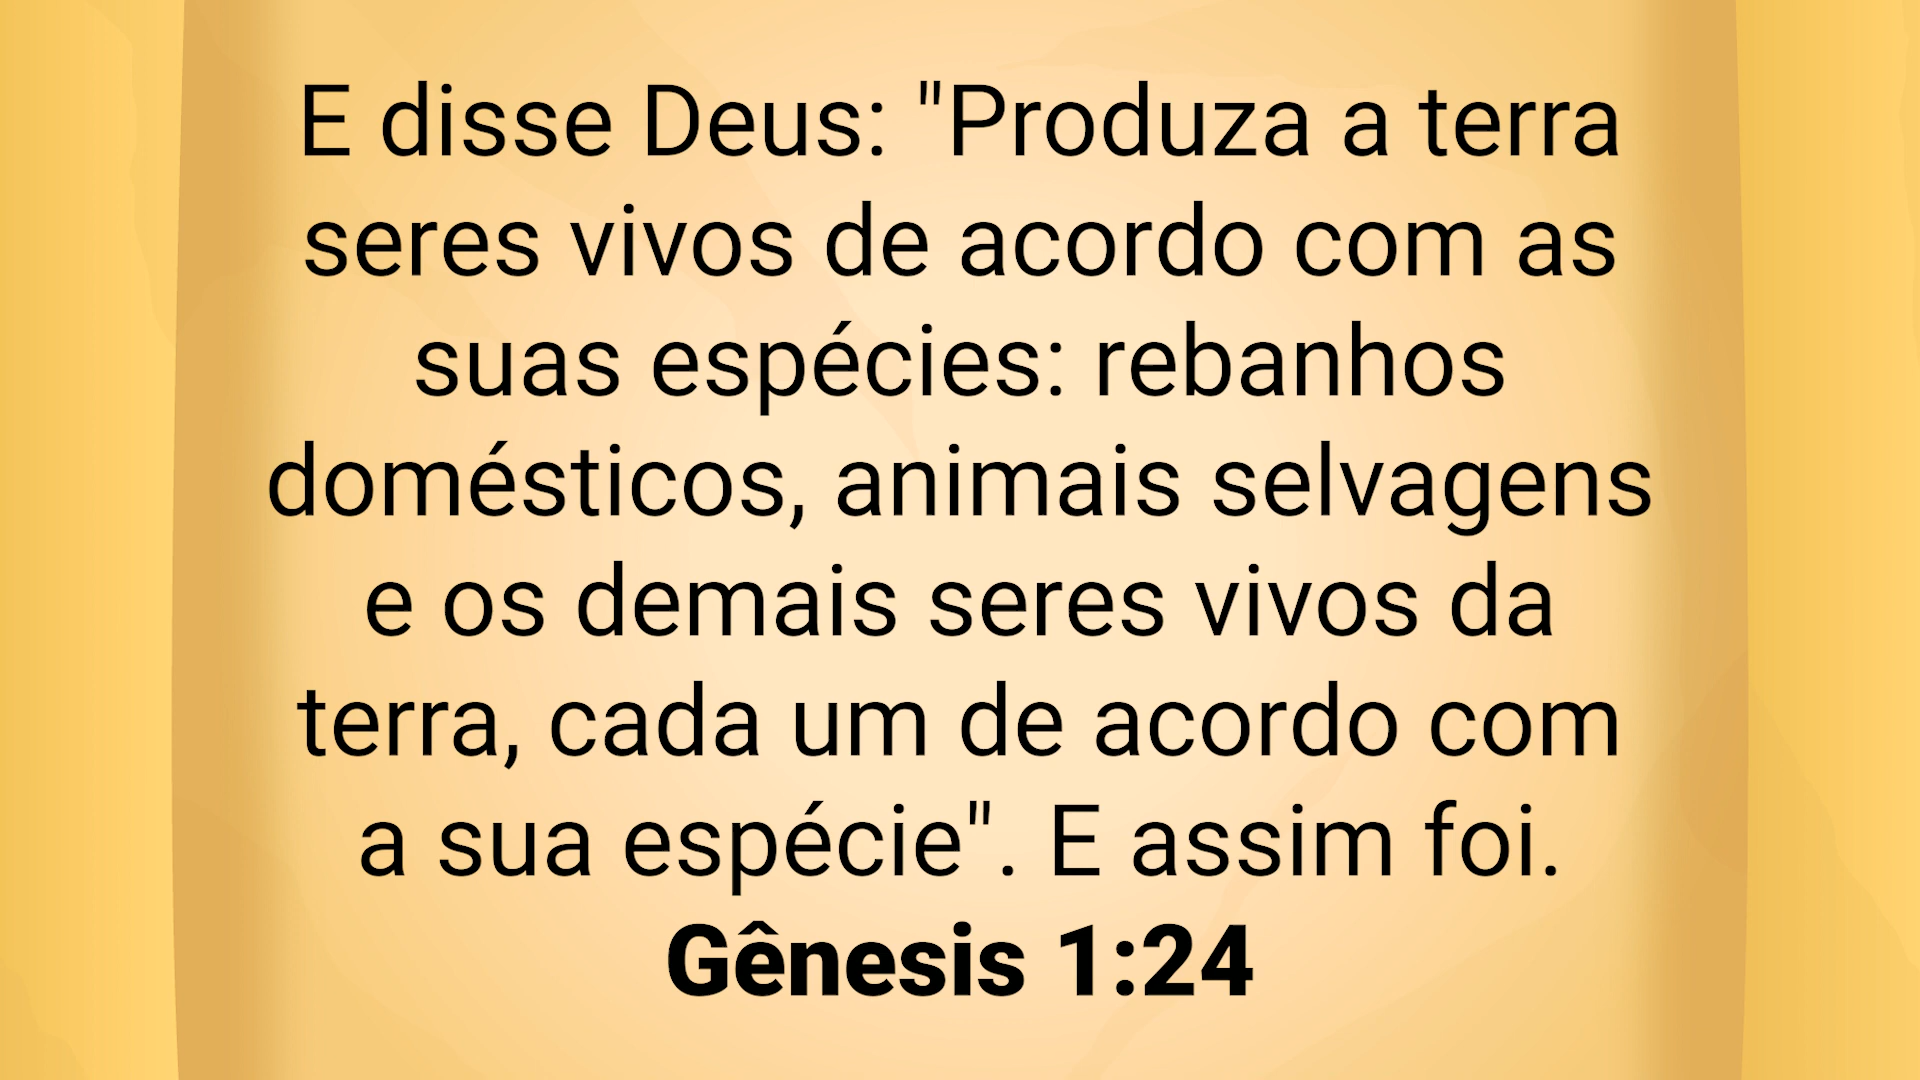 E disse Deus: "Produza a terra
seres vivos de acordo com as
suas espécies: rebanhos
domésticos, animais selvagens
e os demais seres vivos da
terra, cada um de acordo com
a sua espécie". E assim foi.
Gênesis 1:24